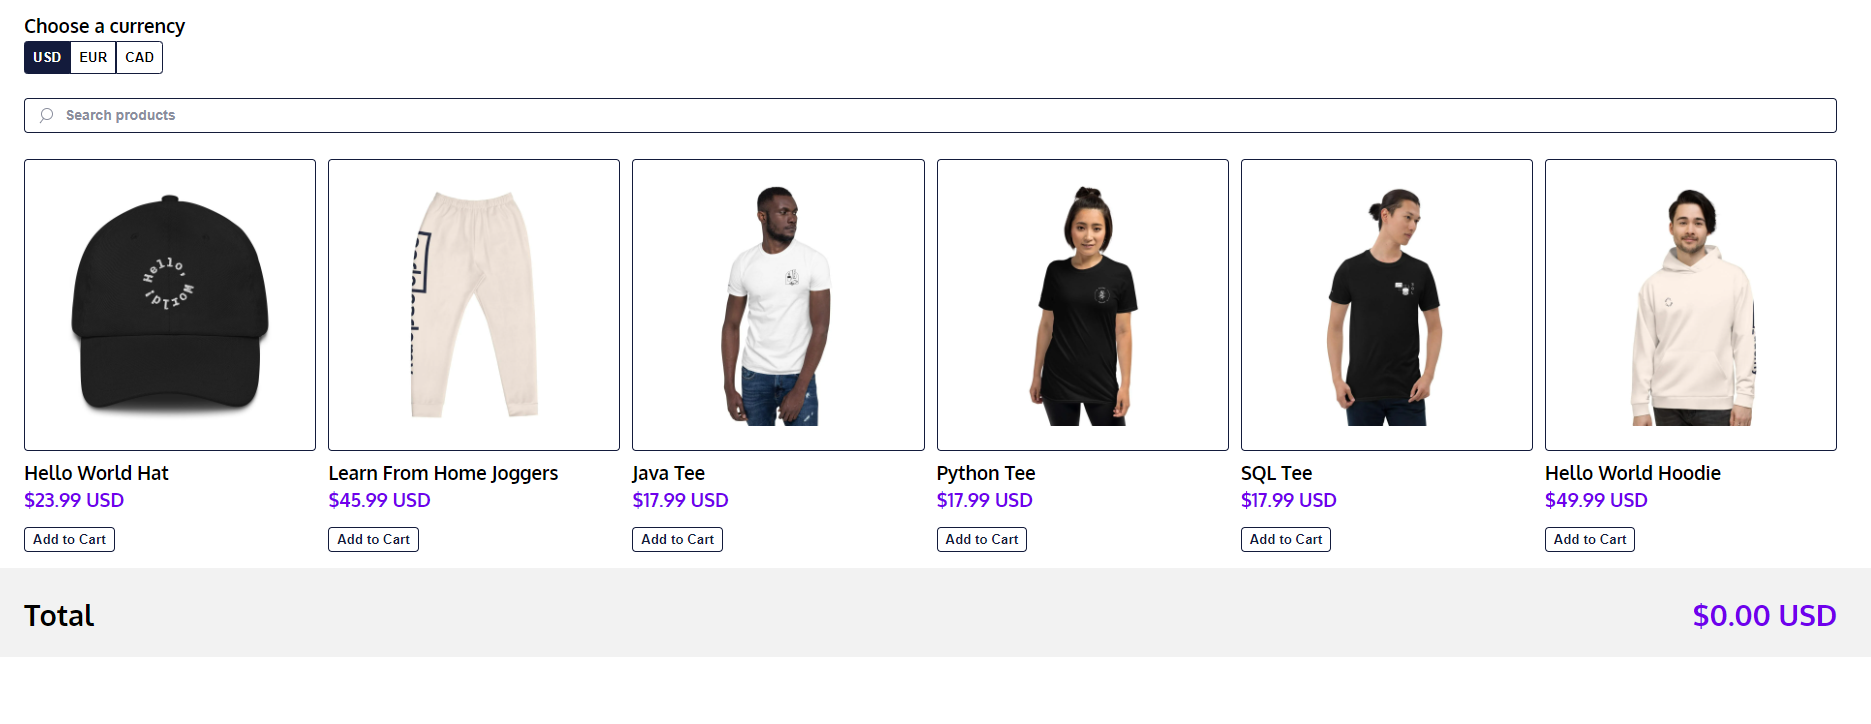 Choose a currency
USD EUR CAD
Search products
Hello, World!
Hello World Hat
$23.99 USD
Add to Cart
Learn From Home Joggers
$45.99 USD
Add to Cart
Java Tee
$17.99 USD
Add to Cart
Python Tee
$17.99 USD
Add to Cart
SQL Tee
$17.99 USD
Add to Cart
Hello World Hoodie
$49.99 USD
Add to Cart
Total
$0.00 USD